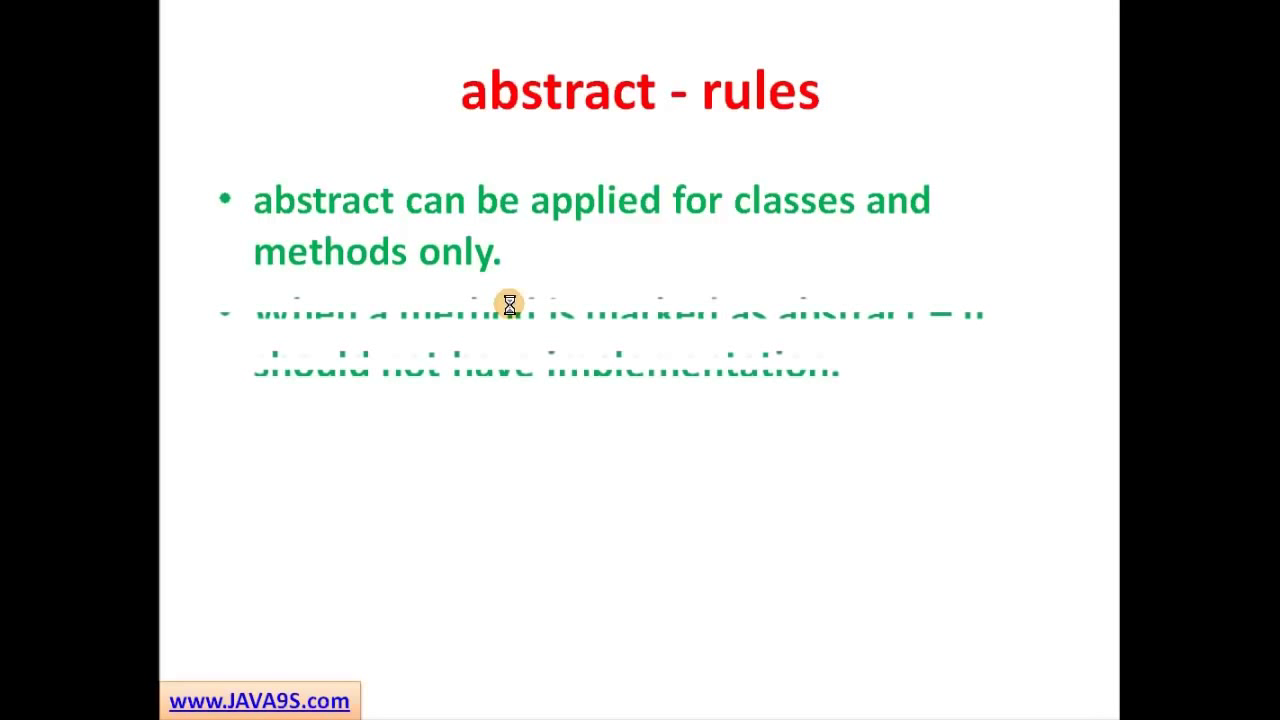 abstract - rules
• abstract can be applied for classes and
methods only.
• When a method is marked as abstract – it
should not have implementation.
www.JAVA9S.com